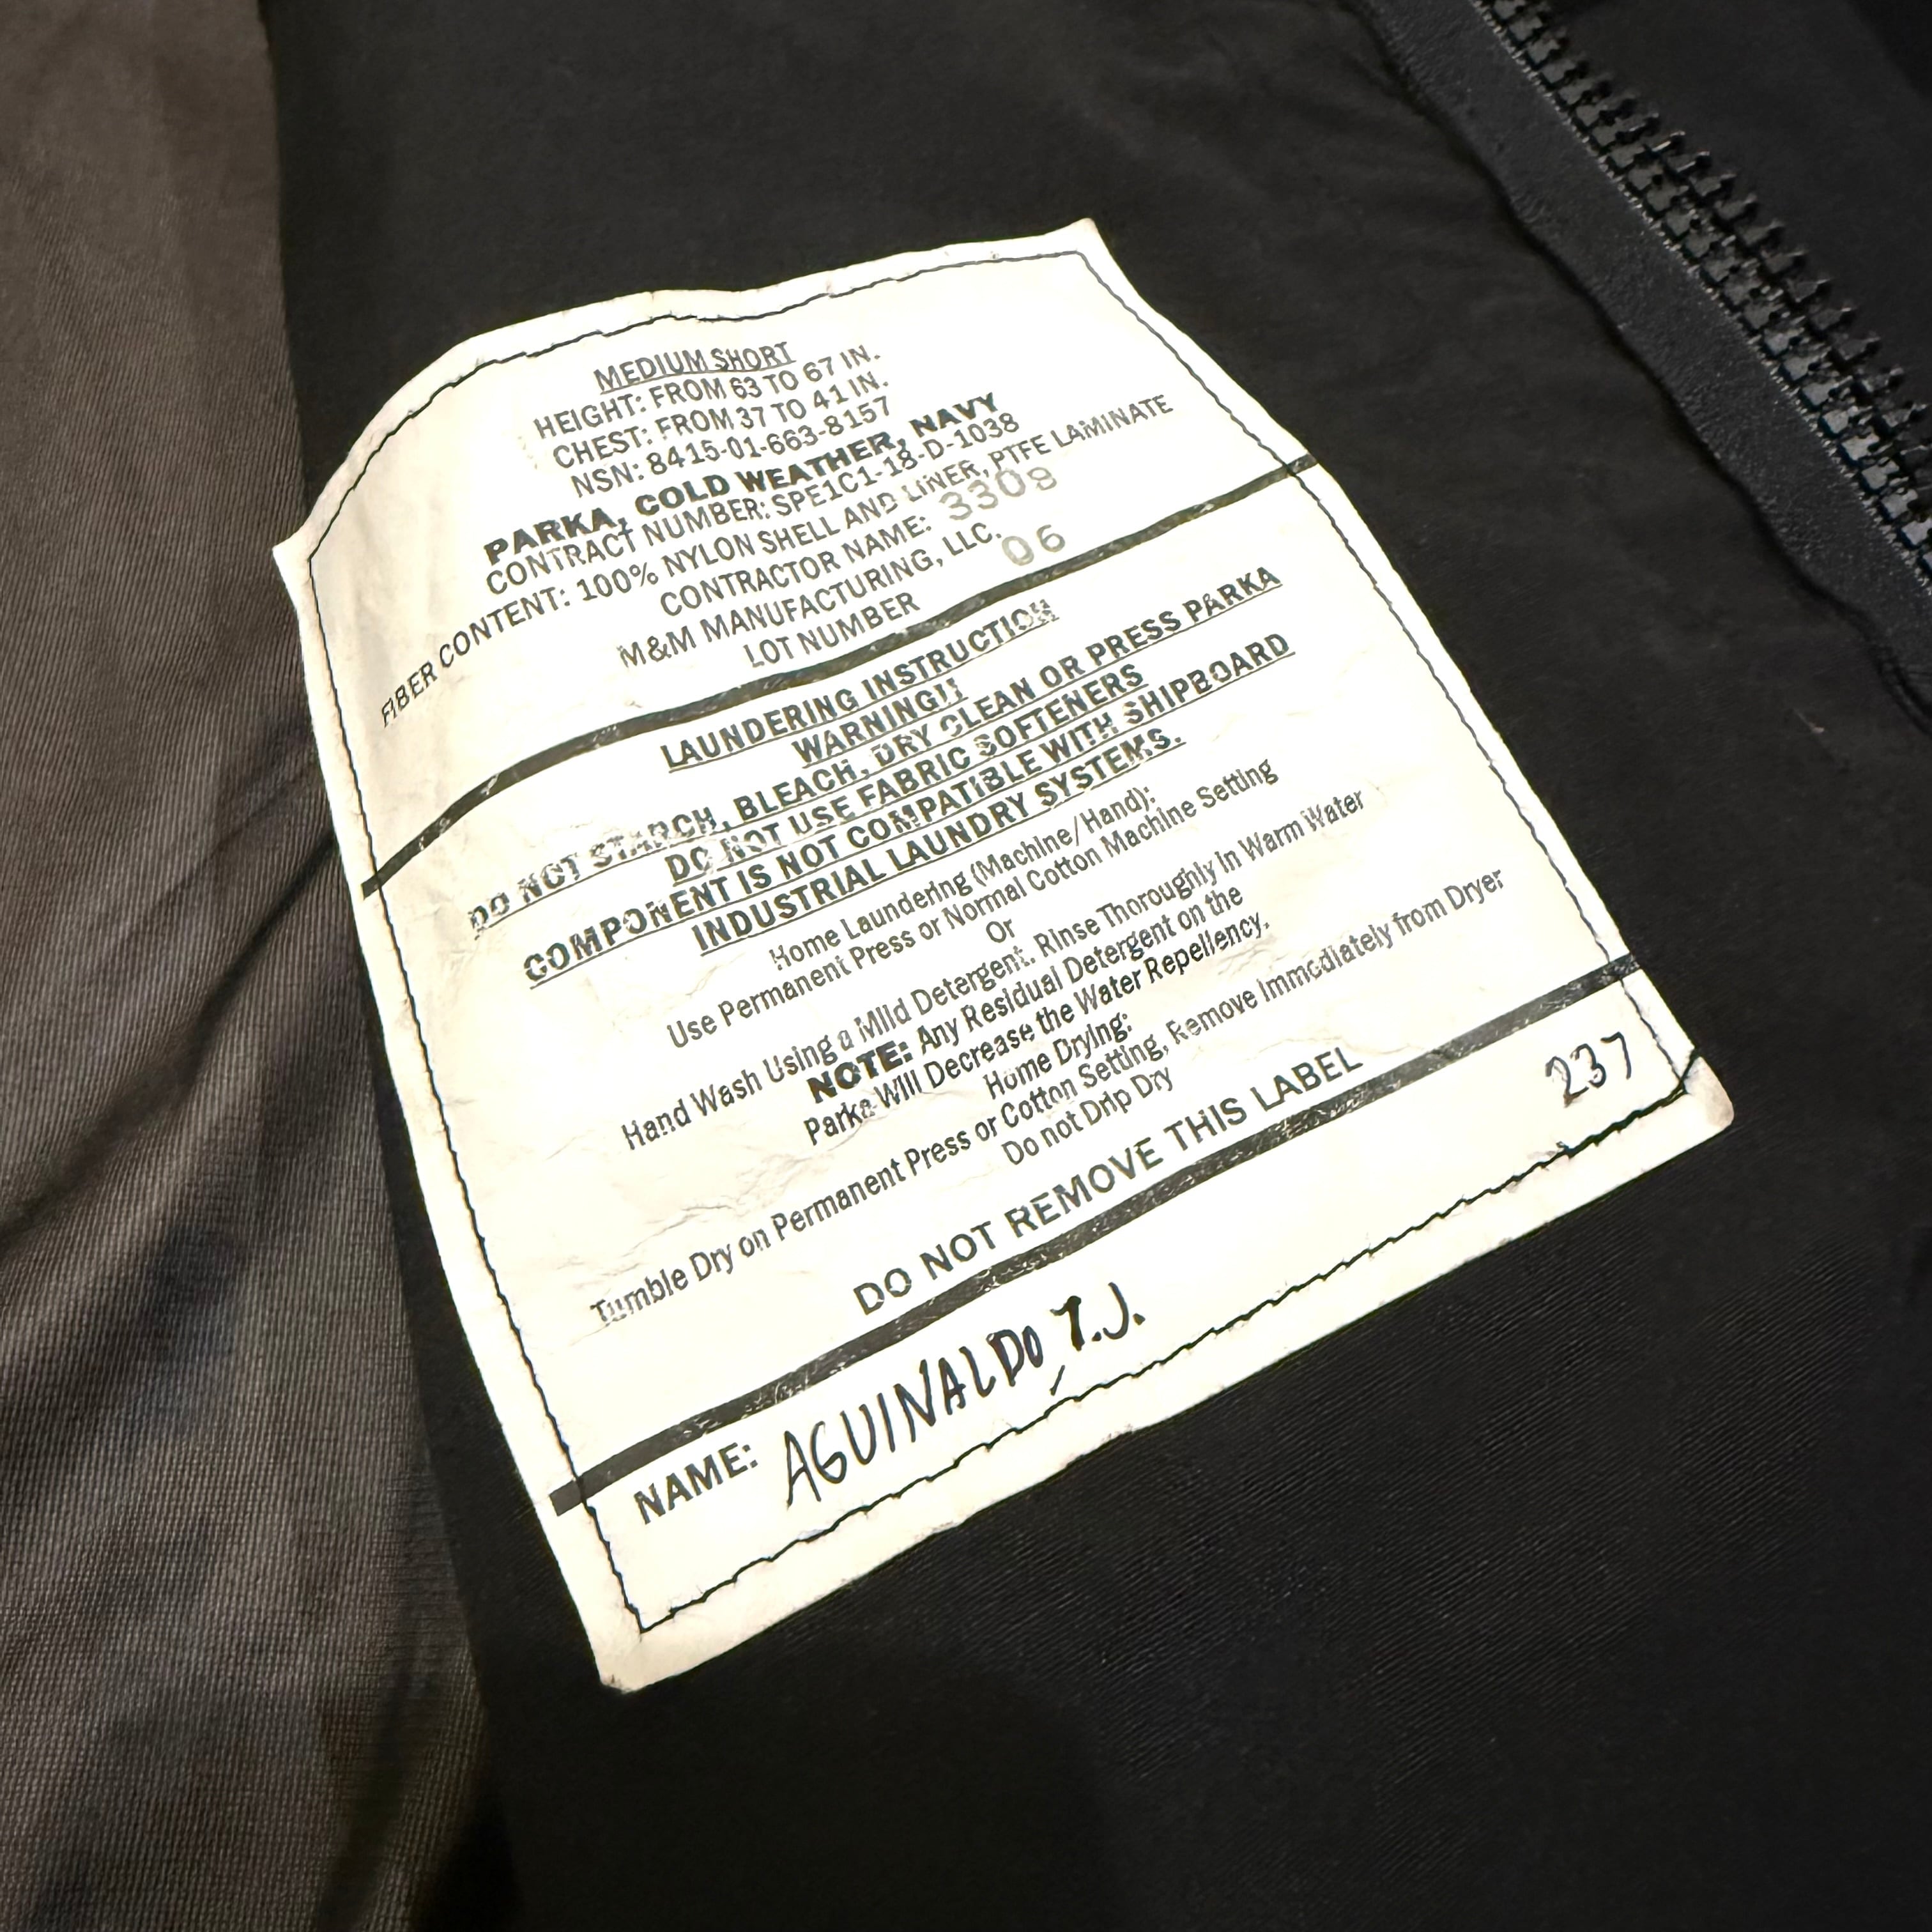 MEDIUM SHORT
HEIGHT: FROM 63 TO 67 IN.
CHEST: FROM 37 TO 41 IN.
NSN: 8415-01-663-8157
PARKA, COLD WEATHER, NAVY
CONTRACT NUMBER: SPE1C1-18-D-1038
FIBER CONTENT: 100% NYLON SHELL AND LINER, PTFE LAMINATE
CONTRACTOR NAME: 3309
M&M MANUFACTURING, LLC.
LOT NUMBER 06
LAUNDERING INSTRUCTION
WARNING!!
DO NOT STARCH, BLEACH, DRY CLEAN OR PRESS PARKA
DO NOT USE FABRIC SOFTENERS
COMPONENT IS NOT COMPATIBLE WITH SHIPBOARD
INDUSTRIAL LAUNDRY SYSTEMS.
Home Laundering (Machine/Hand):
Use Permanent Press or Normal Cotton Machine Setting
Or
Hand Wash Using a Mild Detergent. Rinse Thoroughly in Warm Water
NOTE: Any Residual Detergent on the
Parka Will Decrease the Water Repellency.
Home Drying:
Tumble Dry on Permanent Press or Cotton Setting, Remove Immediately from Dryer
Do not Drip Dry
DO NOT REMOVE THIS LABEL
237
NAME: AGUINALDO, T.J.